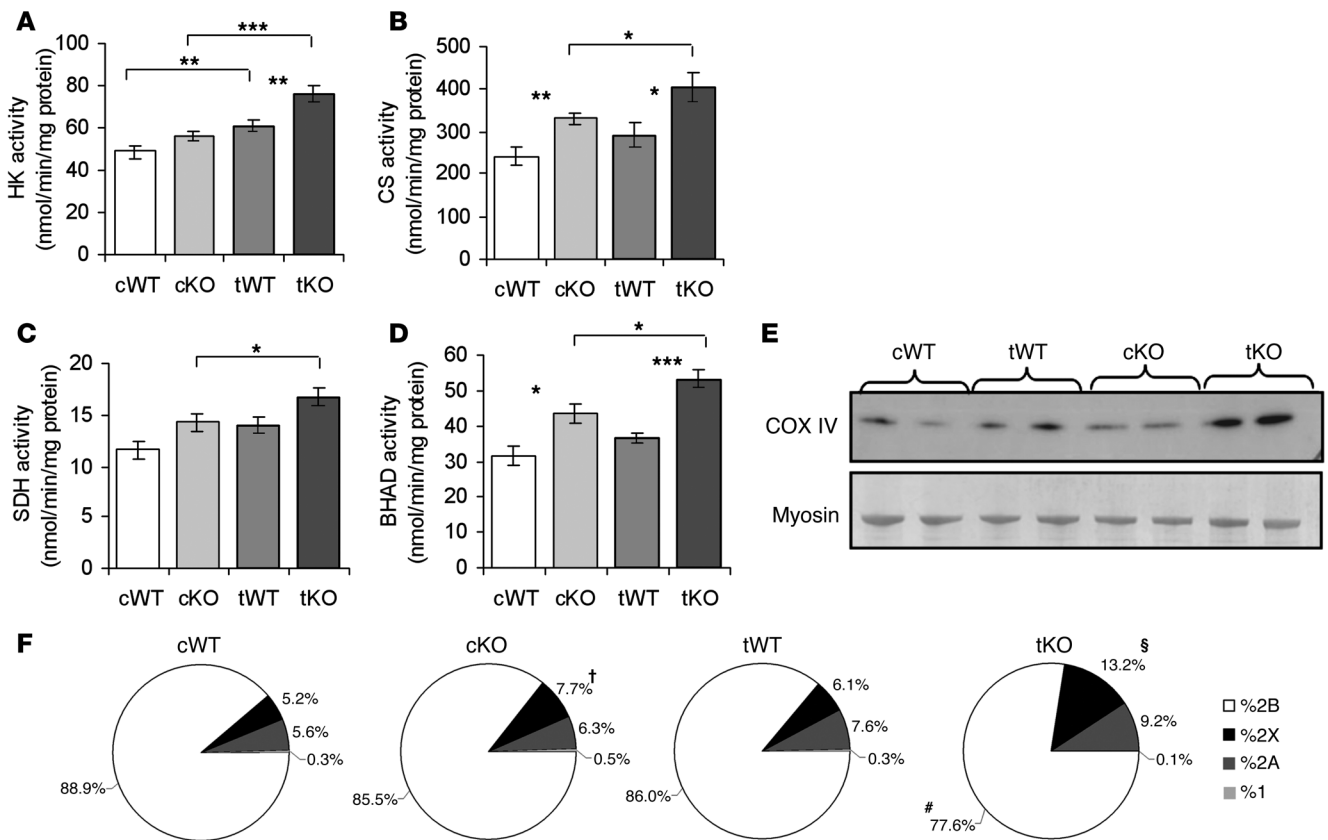 A
HK activity
(nmol/min/mg protein)
100
80
60
40
20
0
***
**
**
cWT cKO tWT tKO
B
CS activity
(nmol/min/mg protein)
500
400
300
200
100
0
*
**
*
cWT cKO tWT tKO
C
SDH activity
(nmol/min/mg protein)
20
15
10
5
0
*
cWT cKO tWT tKO
D
BHAD activity
(nmol/min/mg protein)
60
50
40
30
20
10
0
*
***
*
cWT cKO tWT tKO
E
cWT tWT cKO tKO
COX IV
Myosin
F
cWT
5.2%
5.6%
0.3%
88.9%
cKO
7.7%†
6.3%
0.5%
85.5%
tWT
6.1%
7.6%
0.3%
86.0%
tKO
§
13.2%
9.2%
0.1%
#
77.6%
%2B
%2X
%2A
%1